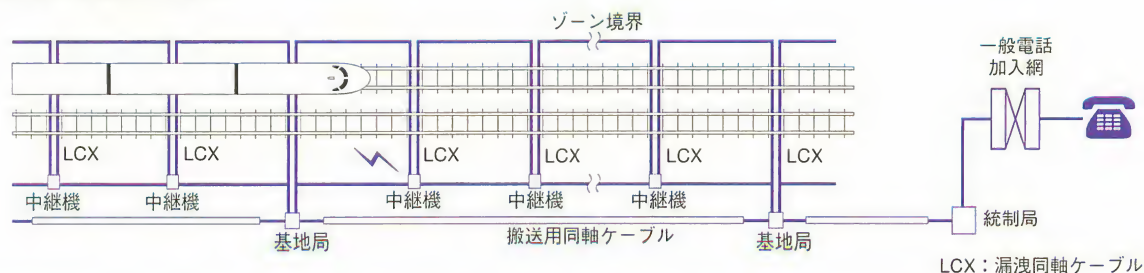 ゾーン境界
一般電話
加入網
LCX
LCX
LCX
LCX
LCX
LCX
中継機
中継機
中継機
中継機
中継機
基地局
搬送用同軸ケーブル
基地局
統制局
LCX：漏洩同軸ケーブル